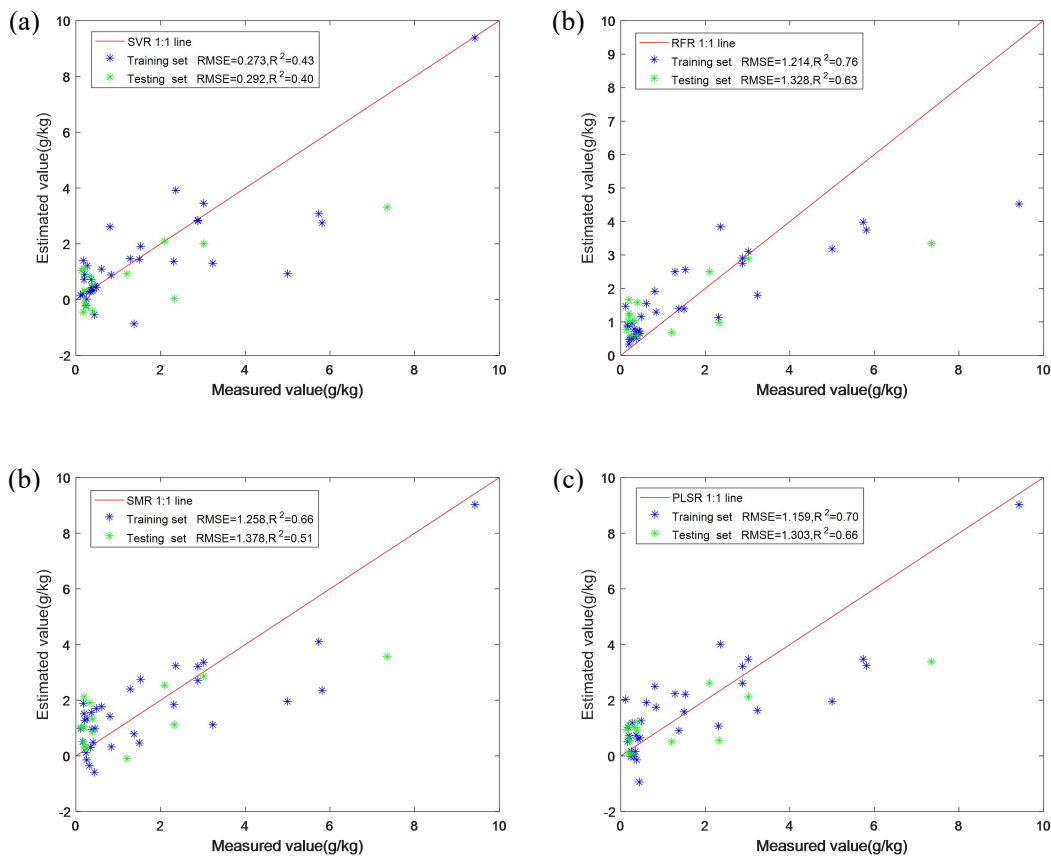 (a)
10
8
6
4
2
0
-2
0 2 4 6 8 10
Estimated value(g/kg)
Measured value(g/kg)
SVR 1:1 line
Training set RMSE=0.273,R²=0.43
Testing set RMSE=0.292,R²=0.40
(b)
10
9
8
7
6
5
4
3
2
1
0
0 2 4 6 8 10
Estimated value(g/kg)
Measured value(g/kg)
RFR 1:1 line
Training set RMSE=1.214,R²=0.76
Testing set RMSE=1.328,R²=0.63
(b)
10
8
6
4
2
0
-2
0 2 4 6 8 10
Estimated value(g/kg)
Measured value(g/kg)
SMR 1:1 line
Training set RMSE=1.258,R²=0.66
Testing set RMSE=1.378,R²=0.51
(c)
10
8
6
4
2
0
-2
0 2 4 6 8 10
Estimated value(g/kg)
Measured value(g/kg)
PLSR 1:1 line
Training set RMSE=1.159,R²=0.70
Testing set RMSE=1.303,R²=0.66